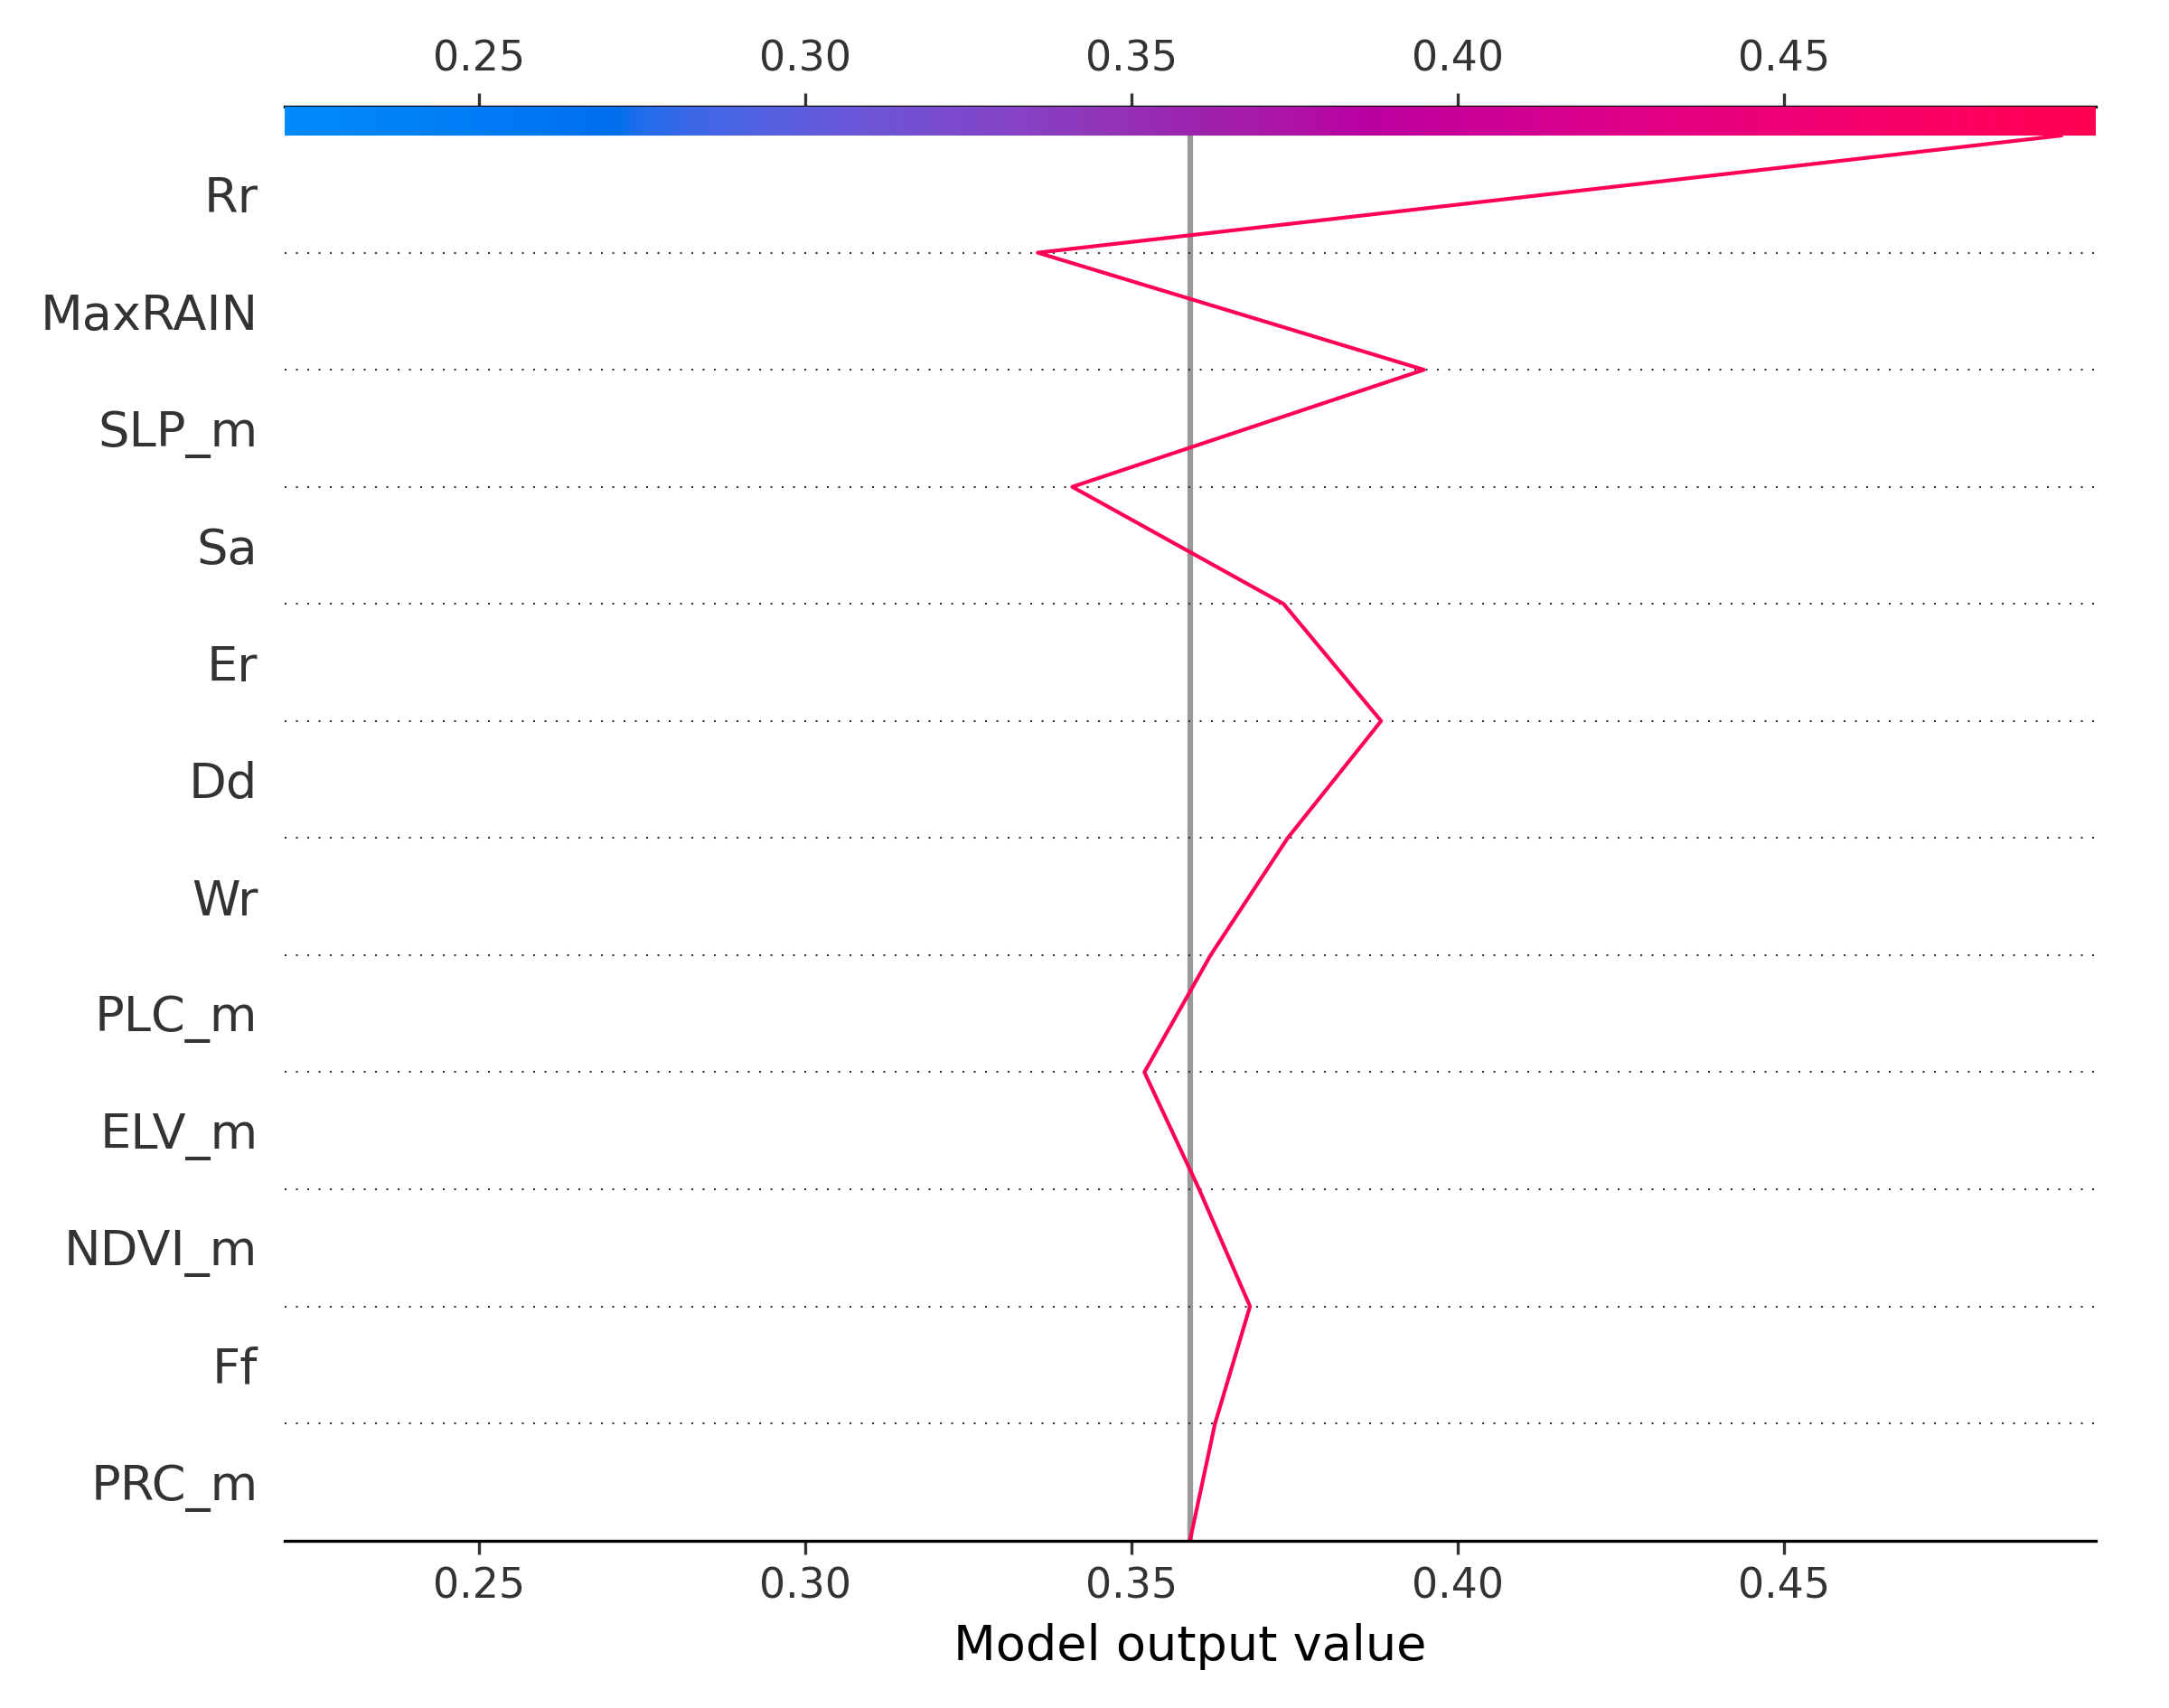 0.25 0.30 0.35 0.40 0.45
Rr
MaxRAIN
SLP_m
Sa
Er
Dd
Wr
PLC_m
ELV_m
NDVI_m
Ff
PRC_m
0.25 0.30 0.35 0.40 0.45
Model output value